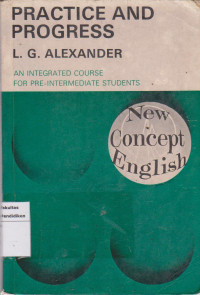 PRACTICE AND
PROGRESS
L. G. ALEXANDER
AN INTEGRATED COURSE
FOR PRE-INTERMEDIATE STUDENTS
New
Concept
English